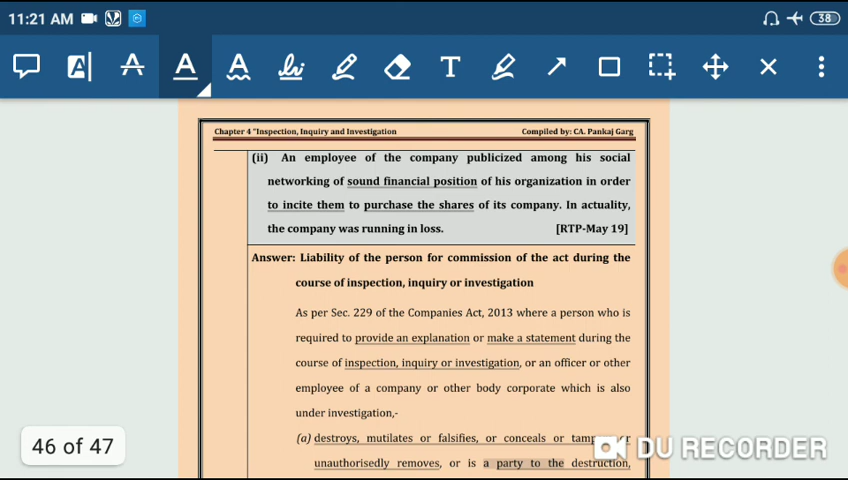 11:21 AM
38
T
Chapter 4 "Inspection, Inquiry and Investigation Compiled by: CA. Pankaj Garg
(ii) An employee of the company publicized among his social
networking of sound financial position of his organization in order
to incite them to purchase the shares of its company. In actuality,
the company was running in loss. [RTP-May 19]
Answer: Liability of the person for commission of the act during the
course of inspection, inquiry or investigation
As per Sec. 229 of the Companies Act, 2013 where a person who is
required to provide an explanation or make a statement during the
course of inspection, inquiry or investigation, or an officer or other
employee of a company or other body corporate which is also
under investigation,-
(a) destroys, mutilates or falsifies, or conceals or or
unauthorisedly removes, or is a party to the destruction,
46 of 47
DU RECORDER